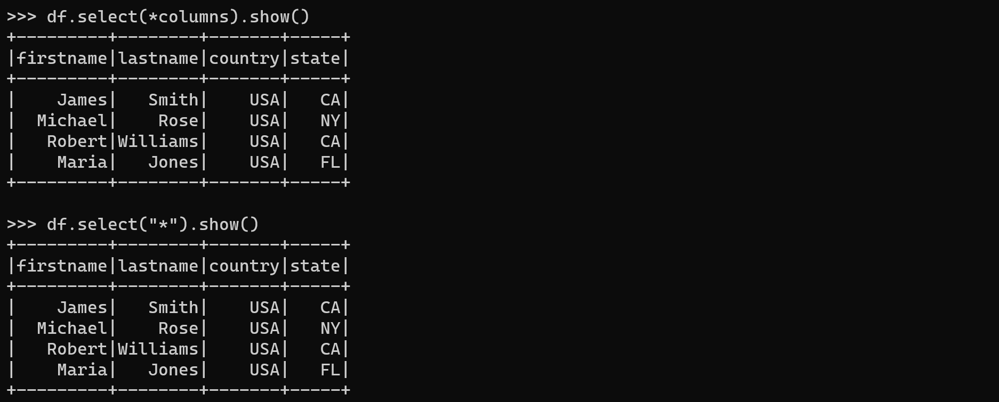 >>> df.select(*columns).show()
+---------+--------+-------+-----+
|firstname|lastname|country|state|
+---------+--------+-------+-----+
|    James|   Smith|    USA|   CA|
|  Michael|    Rose|    USA|   NY|
|   Robert|Williams|    USA|   CA|
|    Maria|   Jones|    USA|   FL|
+---------+--------+-------+-----+

>>> df.select("*").show()
+---------+--------+-------+-----+
|firstname|lastname|country|state|
+---------+--------+-------+-----+
|    James|   Smith|    USA|   CA|
|  Michael|    Rose|    USA|   NY|
|   Robert|Williams|    USA|   CA|
|    Maria|   Jones|    USA|   FL|
+---------+--------+-------+-----+